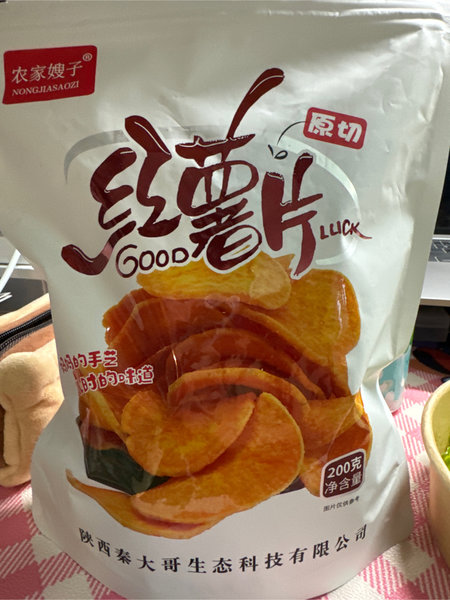 农家嫂子®
NONGJIASAOZI
原切
红薯片
GOOD
LUCK
的手艺
时的味道
200克
净含量
图片仅供参考
陕西秦大哥生态科技有限公司